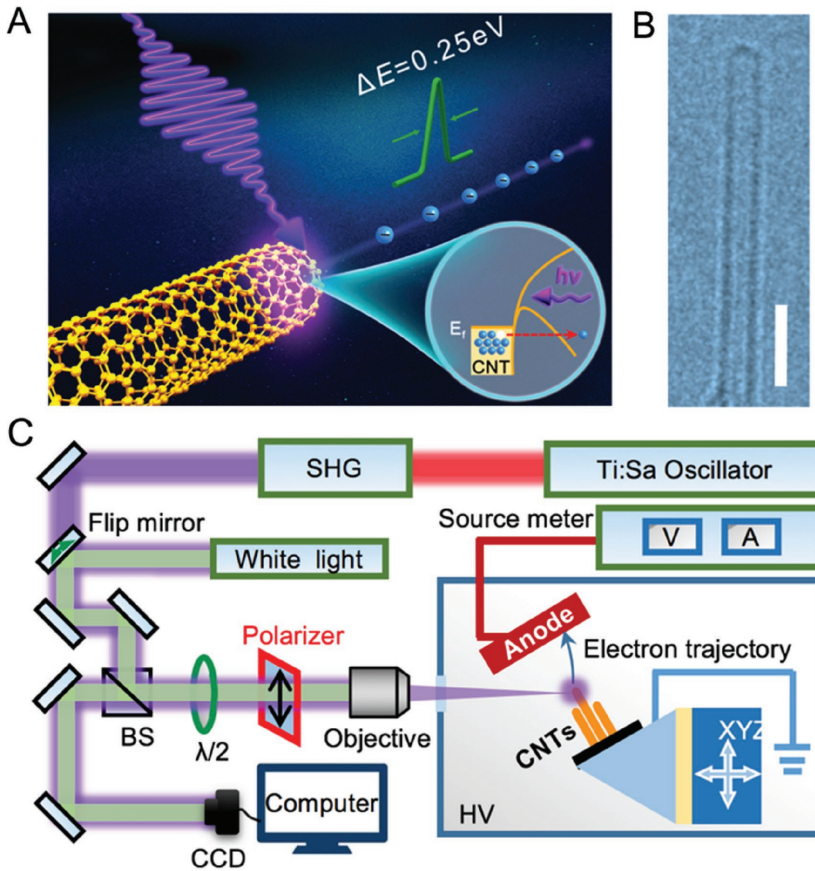 A
B
ΔE=0.25eV
hν
Ef
CNT
C
SHG
Ti:Sa Oscillator
Flip mirror
White light
Source meter
V
A
Polarizer
Anode
Electron trajectory
BS
λ/2
Objective
CNTs
XYZ
HV
Computer
CCD